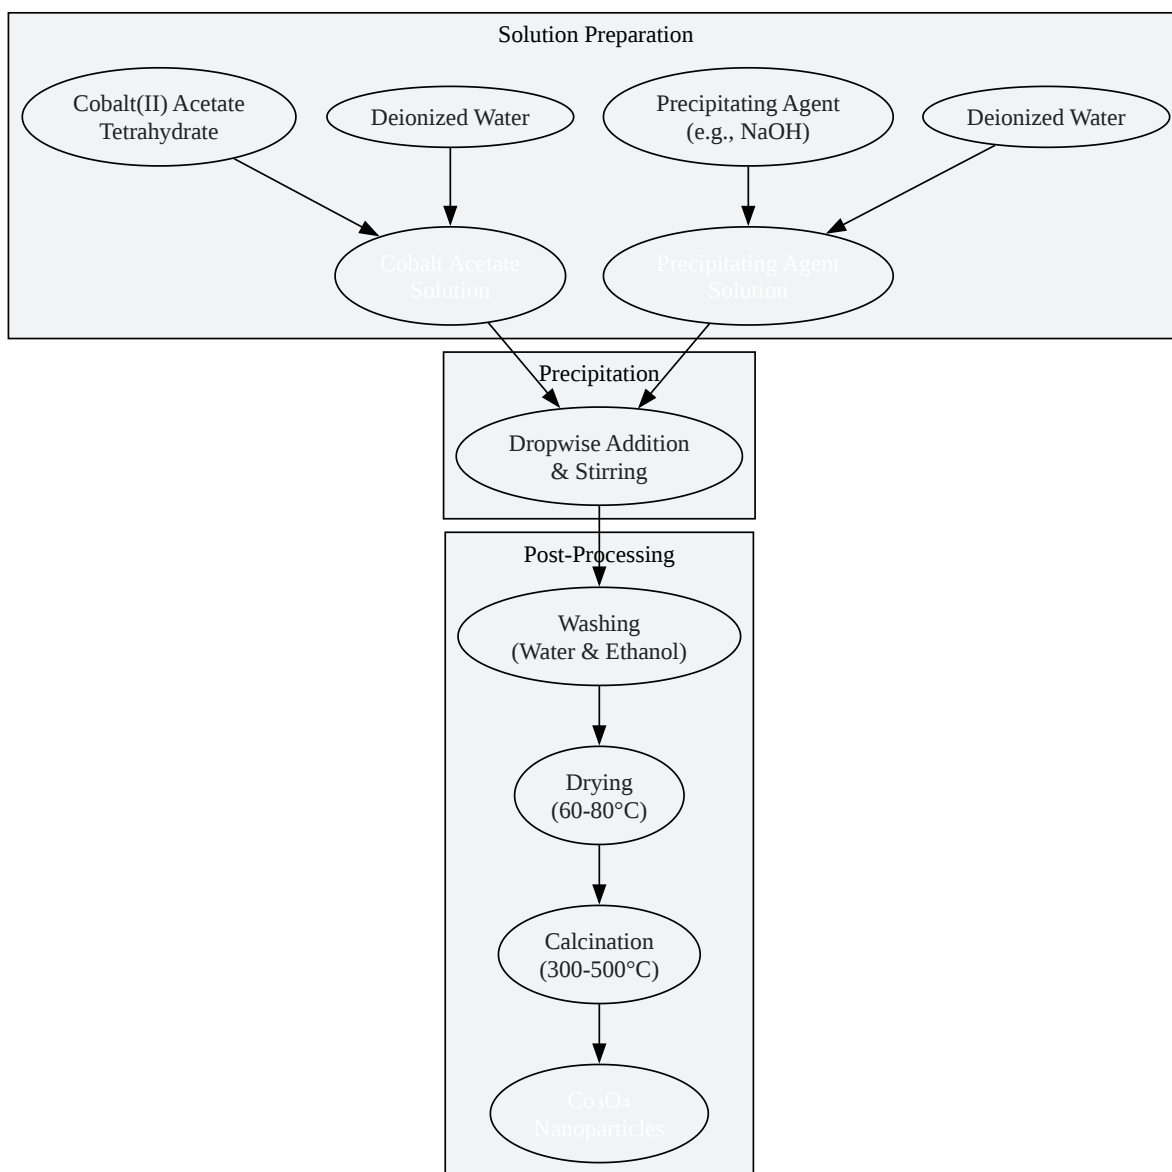 Solution Preparation
Cobalt(II) Acetate
Tetrahydrate
Deionized Water
Precipitating Agent
(e.g., NaOH)
Deionized Water
Cobalt Acetate
Solution
Precipitating Agent
Solution
Precipitation
Dropwise Addition
& Stirring
Post-Processing
Washing
(Water & Ethanol)
Drying
(60-80°C)
Calcination
(300-500°C)
Co₃O₄
Nanoparticles